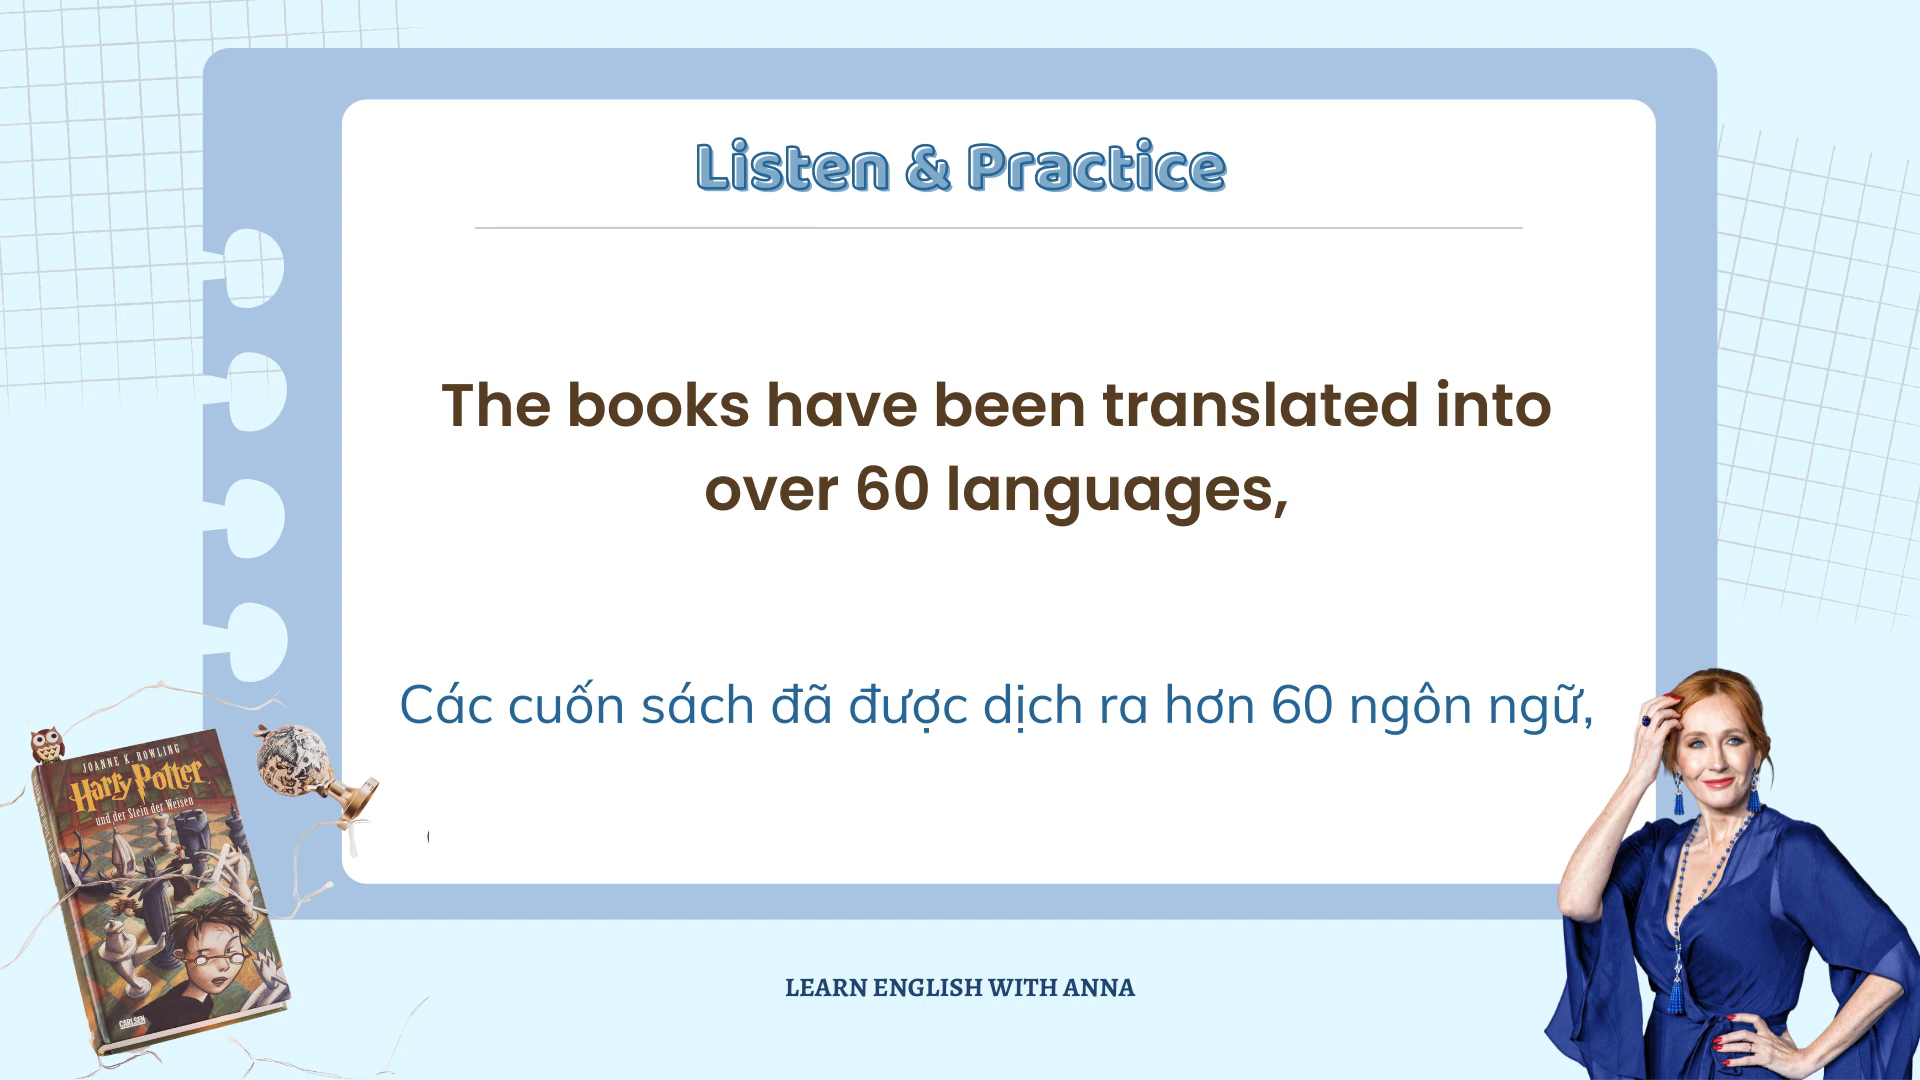 Listen & Practice
The books have been translated into
over 60 languages,
Các cuốn sách đã được dịch ra hơn 60 ngôn ngữ,
JOANNE K. ROWLING
Harry Potter
und der Stein der Weisen
CARLSEN
LEARN ENGLISH WITH ANNA